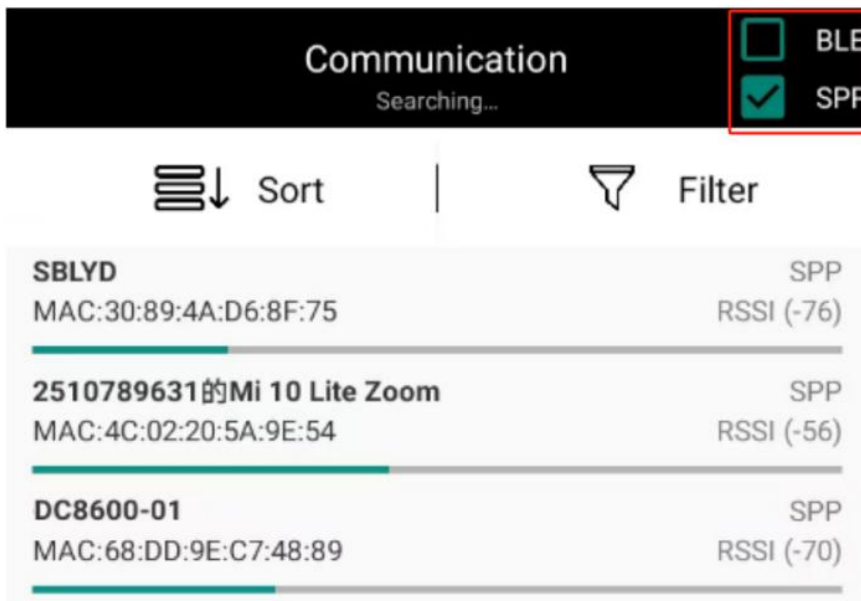 Communication
Searching...
BLE
SPP
Sort
Filter
SBLYD SPP
MAC:30:89:4A:D6:8F:75 RSSI (-76)
2510789631的Mi 10 Lite Zoom SPP
MAC:4C:02:20:5A:9E:54 RSSI (-56)
DC8600-01 SPP
MAC:68:DD:9E:C7:48:89 RSSI (-70)